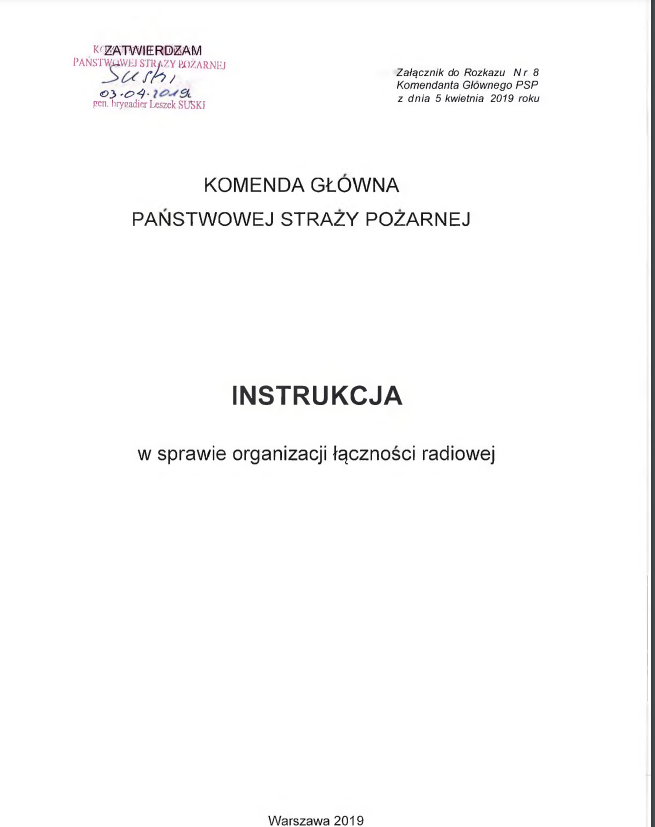 ZATWIERDZAM
PAŃSTWOWEJ STRAŻY POŻARNEJ
Suski
03.04.2019
gen. brygadier Leszek SUSKI
Załącznik do Rozkazu Nr 8
Komendanta Głównego PSP
z dnia 5 kwietnia 2019 roku
KOMENDA GŁÓWNA
PAŃSTWOWEJ STRAŻY POŻARNEJ
INSTRUKCJA
w sprawie organizacji łączności radiowej
Warszawa 2019